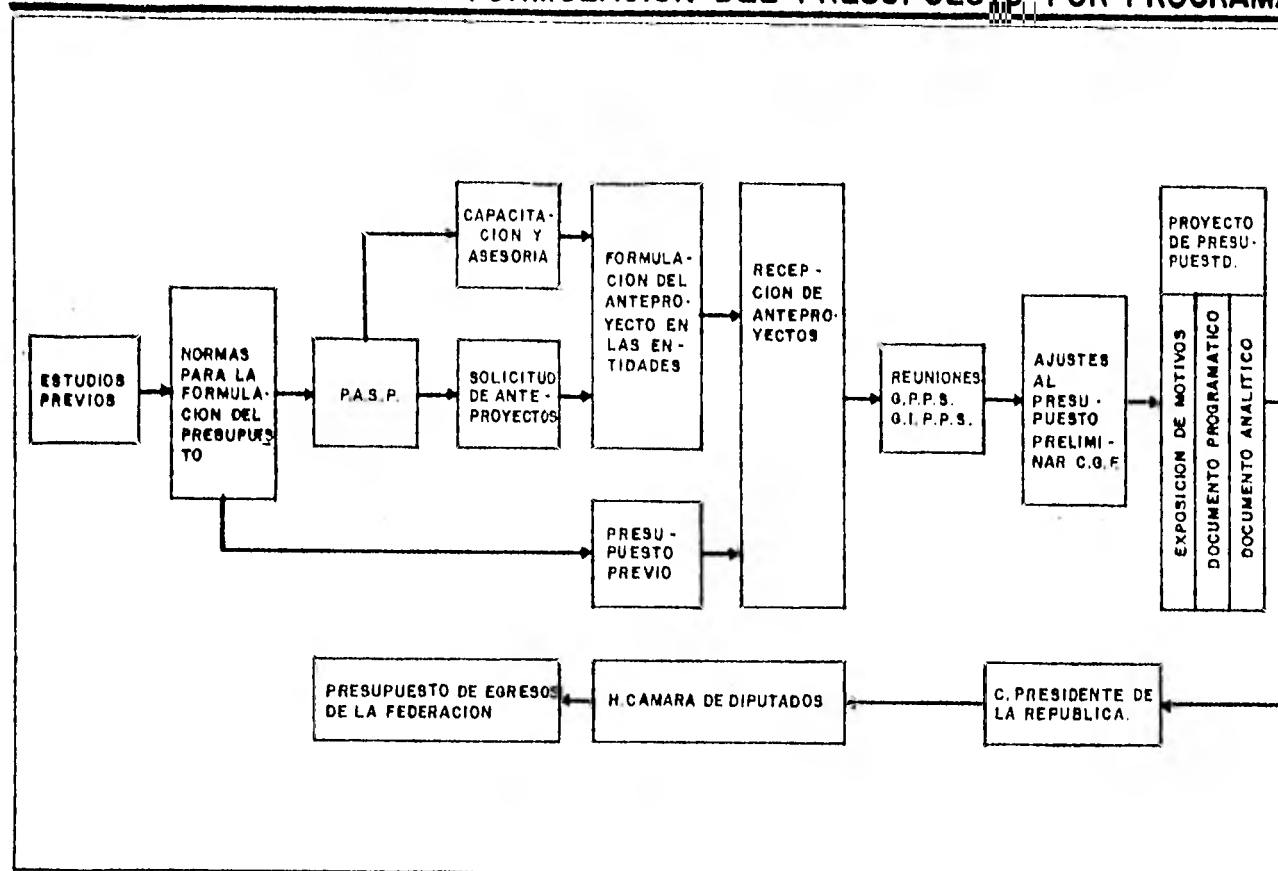 POR PROGRAMA
CAPACITA-
CION Y
ASESORIA
FORMULA-
CION DEL
ANTEPRO-
YECTO EN
LAS EN-
TIDADES
RECEP-
CION DE
ANTEPRO-
YECTOS
PROYECTO
DE PRESU-
PUESTO.
ESTUDIOS
PREVIOS
NORMAS
PARA LA
FORMULA-
CION DEL
PRESUPUES
TO
P.A.S.P.
SOLICITUD
DE ANTE-
PROYECTOS
REUNIONES
G.P.P.S.
G.I.P.P.S.
AJUSTES
AL
PRESU-
PUESTO
PRELIMI-
NAR C.G.F.
EXPOSICION DE MOTIVOS
DOCUMENTO PROGRAMATICO
DOCUMENTO ANALITICO
PRESU-
PUESTO
PREVIO
PRESUPUESTO DE EGRESOS
DE LA FEDERACION
H. CAMARA DE DIPUTADOS
C. PRESIDENTE DE
LA REPUBLICA.